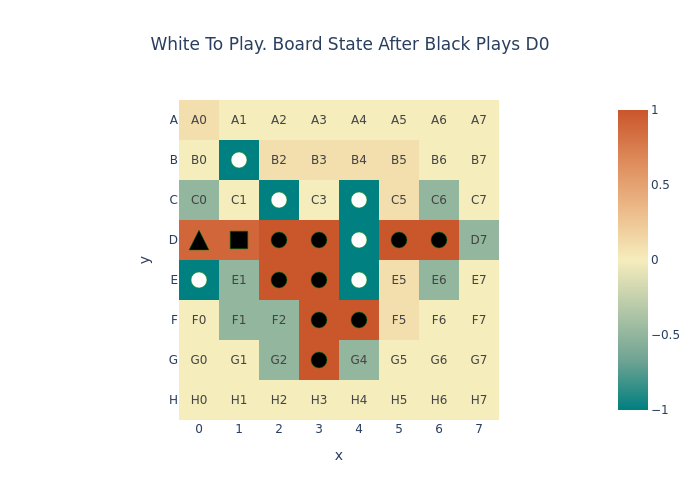 White To Play. Board State After Black Plays D0
A A0 A1 A2 A3 A4 A5 A6 A7
B B0 B2 B3 B4 B5 B6 B7
C C0 C1 C3 C5 C6 C7
D D7
E E1 E5 E6 E7
F F0 F1 F2 F5 F6 F7
G G0 G1 G2 G4 G5 G6 G7
H H0 H1 H2 H3 H4 H5 H6 H7
0 1 2 3 4 5 6 7
x
y
1
0.5
0
−0.5
−1